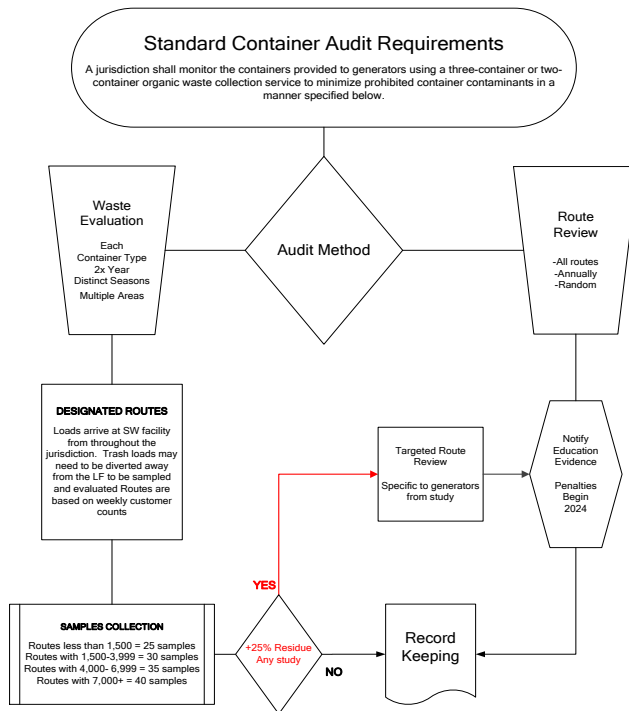 Standard Container Audit Requirements
A jurisdiction shall monitor the containers provided to generators using a three-container or two-
container organic waste collection service to minimize prohibited container contaminants in a
manner specified below.
Waste
Evaluation
Each
Container Type
2x Year
Distinct Seasons
Multiple Areas
Audit Method
Route
Review
-All routes
-Annually
-Random
DESIGNATED ROUTES
Loads arrive at SW facility
from throughout the
jurisdiction. Trash loads may
need to be diverted away
from the LF to be sampled
and evaluated Routes are
based on weekly customer
counts
Targeted Route
Review
Specific to generators
from study
Notify
Education
Evidence
Penalties
Begin
2024
YES
SAMPLES COLLECTION
Routes less than 1,500 = 25 samples
Routes with 1,500-3,999 = 30 samples
Routes with 4,000- 6,999 = 35 samples
Routes with 7,000+ = 40 samples
+25% Residue
Any study
NO
Record
Keeping